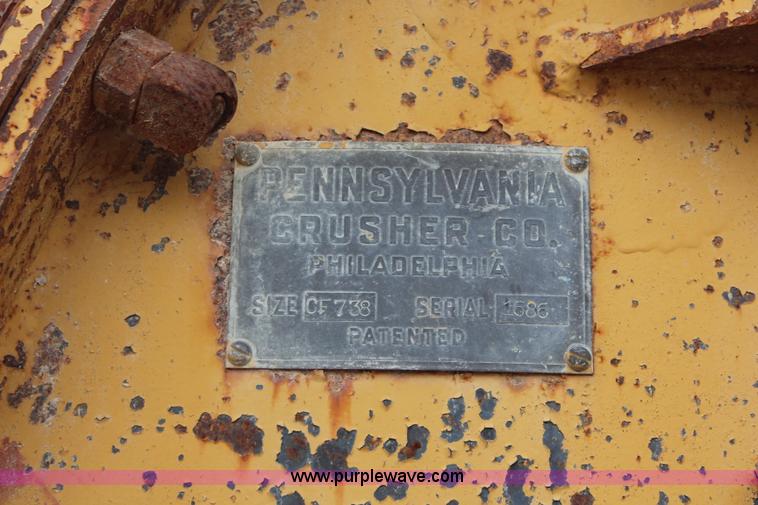 PENNSYLVANIA
CRUSHER-CO.
PHILADELPHIA
SIZE CF738 SERIAL 1686
PATENTED
www.purplewave.com